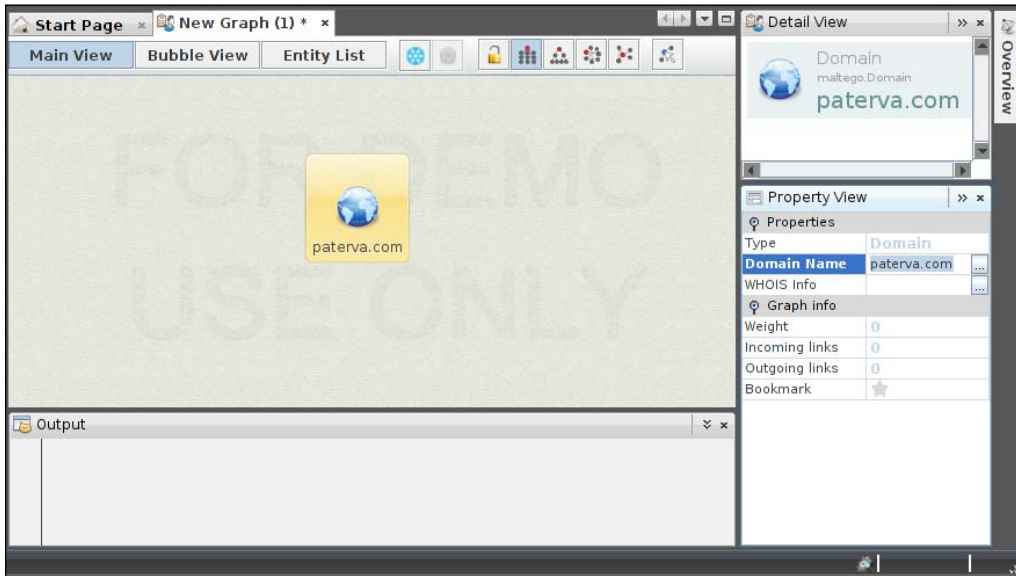 Start Page
New Graph (1) *
Main View
Bubble View
Entity List
FOR DEMO
USE ONLY
paterva.com
Output
Detail View
Domain
maltego.Domain
paterva.com
Property View
Properties
Type Domain
Domain Name paterva.com ...
WHOIS Info ...
Graph info
Weight 0
Incoming links 0
Outgoing links 0
Bookmark
Overview